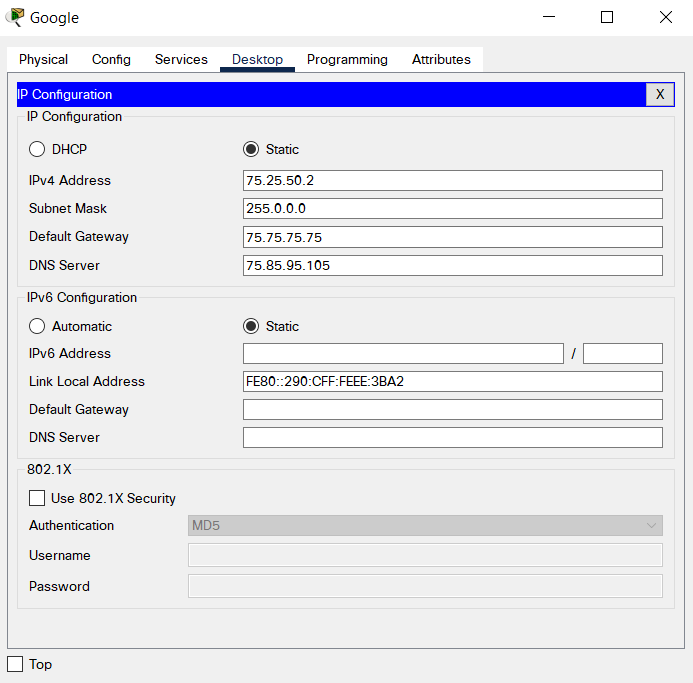 Google
Physical Config Services Desktop Programming Attributes
IP Configuration X
IP Configuration
DHCP Static
IPv4 Address 75.25.50.2
Subnet Mask 255.0.0.0
Default Gateway 75.75.75.75
DNS Server 75.85.95.105
IPv6 Configuration
Automatic Static
IPv6 Address /
Link Local Address FE80::290:CFF:FEEE:3BA2
Default Gateway
DNS Server
802.1X
Use 802.1X Security
Authentication MD5
Username
Password
Top